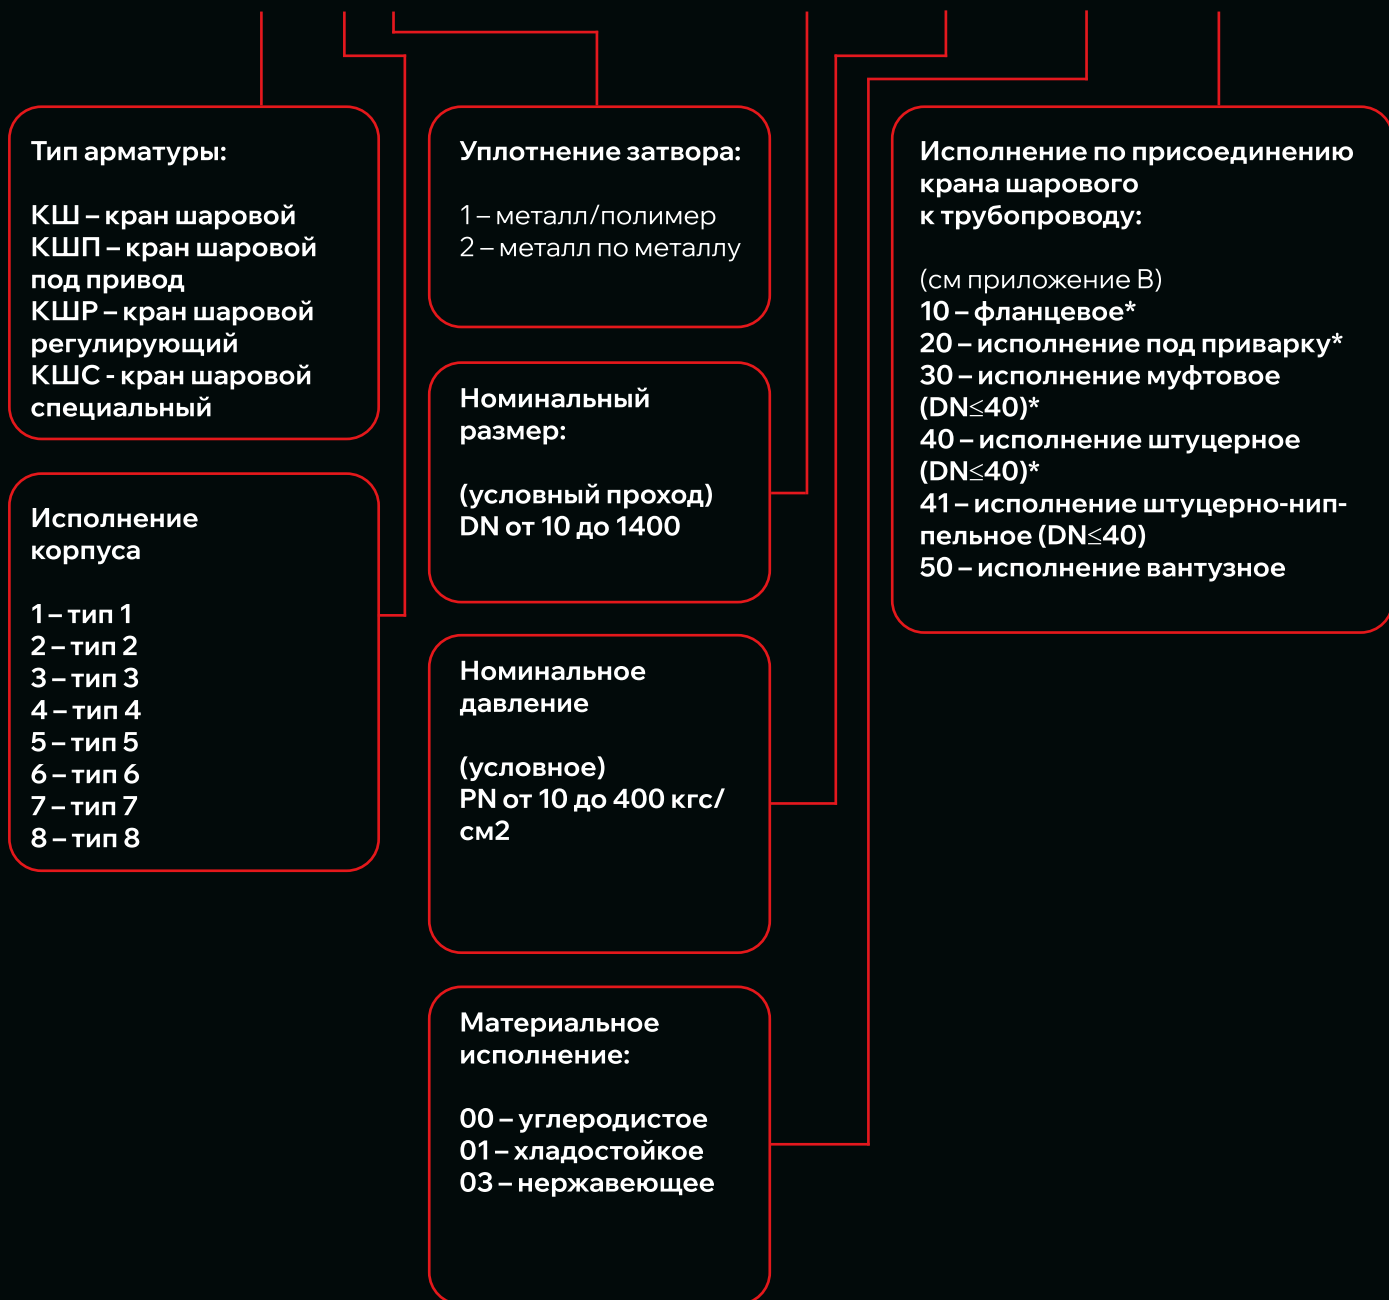 Тип арматуры:
КШ – кран шаровой
КШП – кран шаровой
под привод
КШР – кран шаровой
регулирующий
КШС - кран шаровой
специальный
Исполнение
корпуса
1 – тип 1
2 – тип 2
3 – тип 3
4 – тип 4
5 – тип 5
6 – тип 6
7 – тип 7
8 – тип 8
Уплотнение затвора:
1 – металл/полимер
2 – металл по металлу
Номинальный
размер:
(условный проход)
DN от 10 до 1400
Номинальное
давление
(условное)
PN от 10 до 400 кгс/
см2
Материальное
исполнение:
00 – углеродистое
01 – хладостойкое
03 – нержавеющее
Исполнение по присоединению
крана шарового
к трубопроводу:
(см приложение В)
10 – фланцевое*
20 – исполнение под приварку*
30 – исполнение муфтовое
(DN≤40)*
40 – исполнение штуцерное
(DN≤40)*
41 – исполнение штуцерно-нип-
пельное (DN≤40)
50 – исполнение вантузное